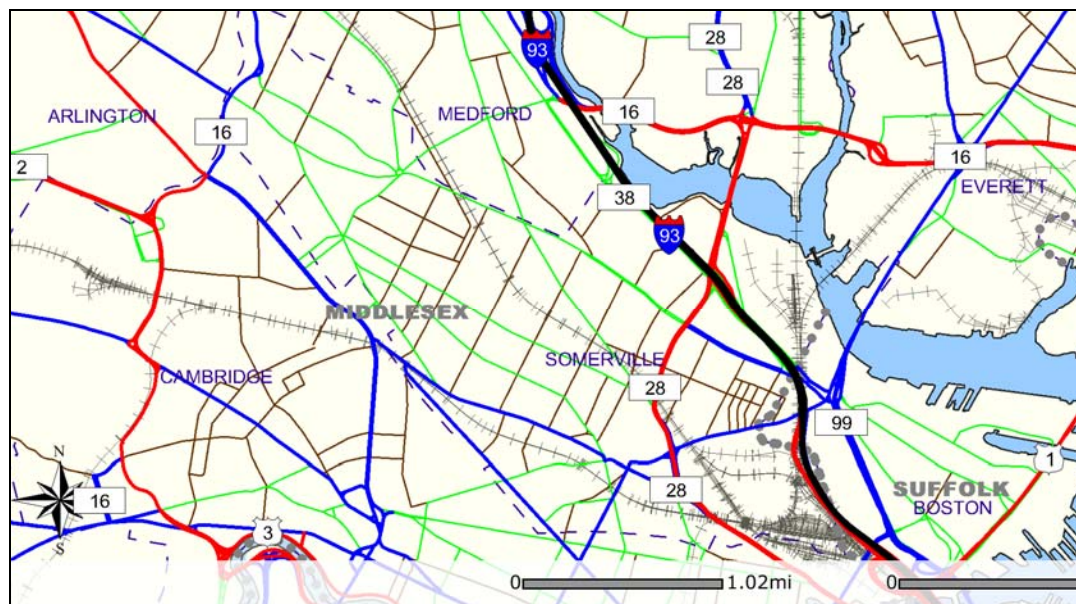 28
93
28
ARLINGTON
MEDFORD
16
16
16
2
EVERETT
38
93
MIDDLESEX
SOMERVILLE
CAMBRIDGE
28
99
1
N
16
28
SUFFOLK
BOSTON
3
S
0 1.02mi 0